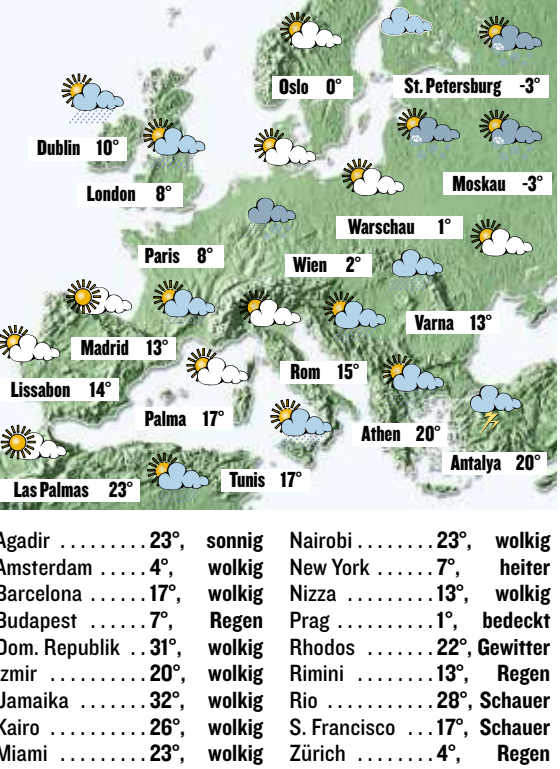 Oslo 0°
St. Petersburg -3°
Dublin 10°
London 8°
Moskau -3°
Warschau 1°
Paris 8°
Wien 2°
Varna 13°
Madrid 13°
Rom 15°
Lissabon 14°
Palma 17°
Athen 20°
Antalya 20°
Tunis 17°
Las Palmas 23°
Agadir ......... 23°, sonnig
Amsterdam ..... 4°, wolkig
Barcelona ...... 17°, wolkig
Budapest ...... 7°, Regen
Dom. Republik .. 31°, wolkig
Izmir .......... 20°, wolkig
Jamaika ........ 32°, wolkig
Kairo .......... 26°, wolkig
Miami ......... 23°, wolkig
Nairobi ........ 23°, wolkig
New York ..... 7°, heiter
Nizza ......... 13°, wolkig
Prag .......... 1°, bedeckt
Rhodos ....... 22°, Gewitter
Rimini ........ 13°, Regen
Rio ........... 28°, Schauer
S. Francisco ... 17°, Schauer
Zürich ........ 4°, Regen